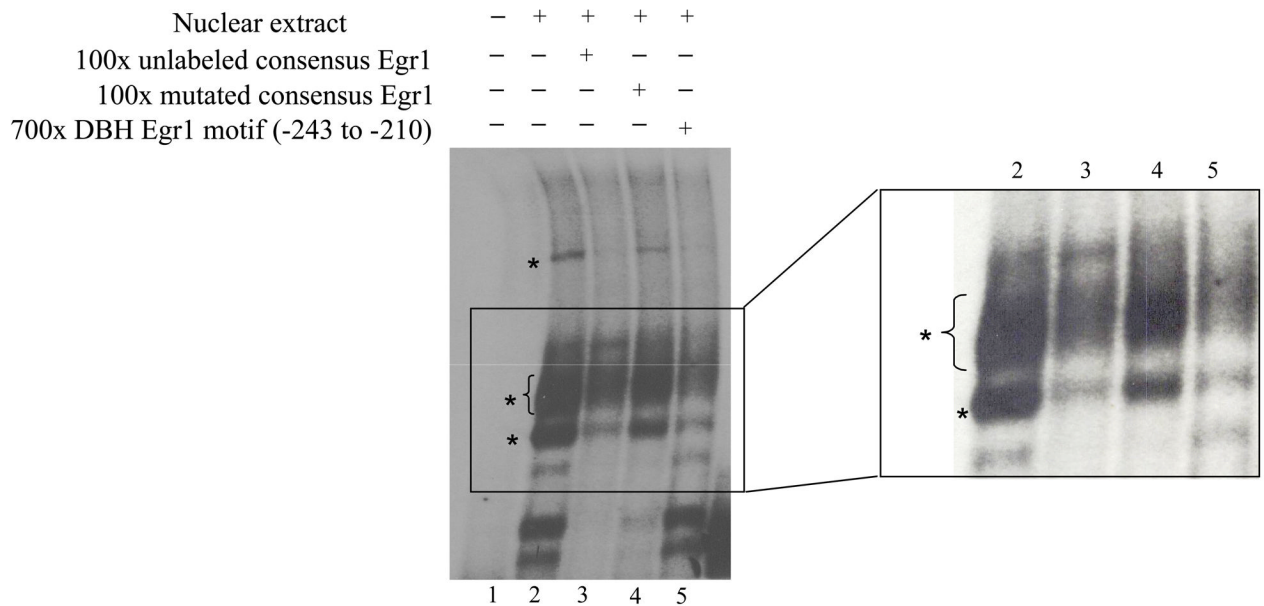 Nuclear extract − + + + +
100x unlabeled consensus Egr1 − − + − −
100x mutated consensus Egr1 − − − + −
700x DBH Egr1 motif (-243 to -210) − − − − +
2 3 4 5
*
*
*
*
*
1 2 3 4 5